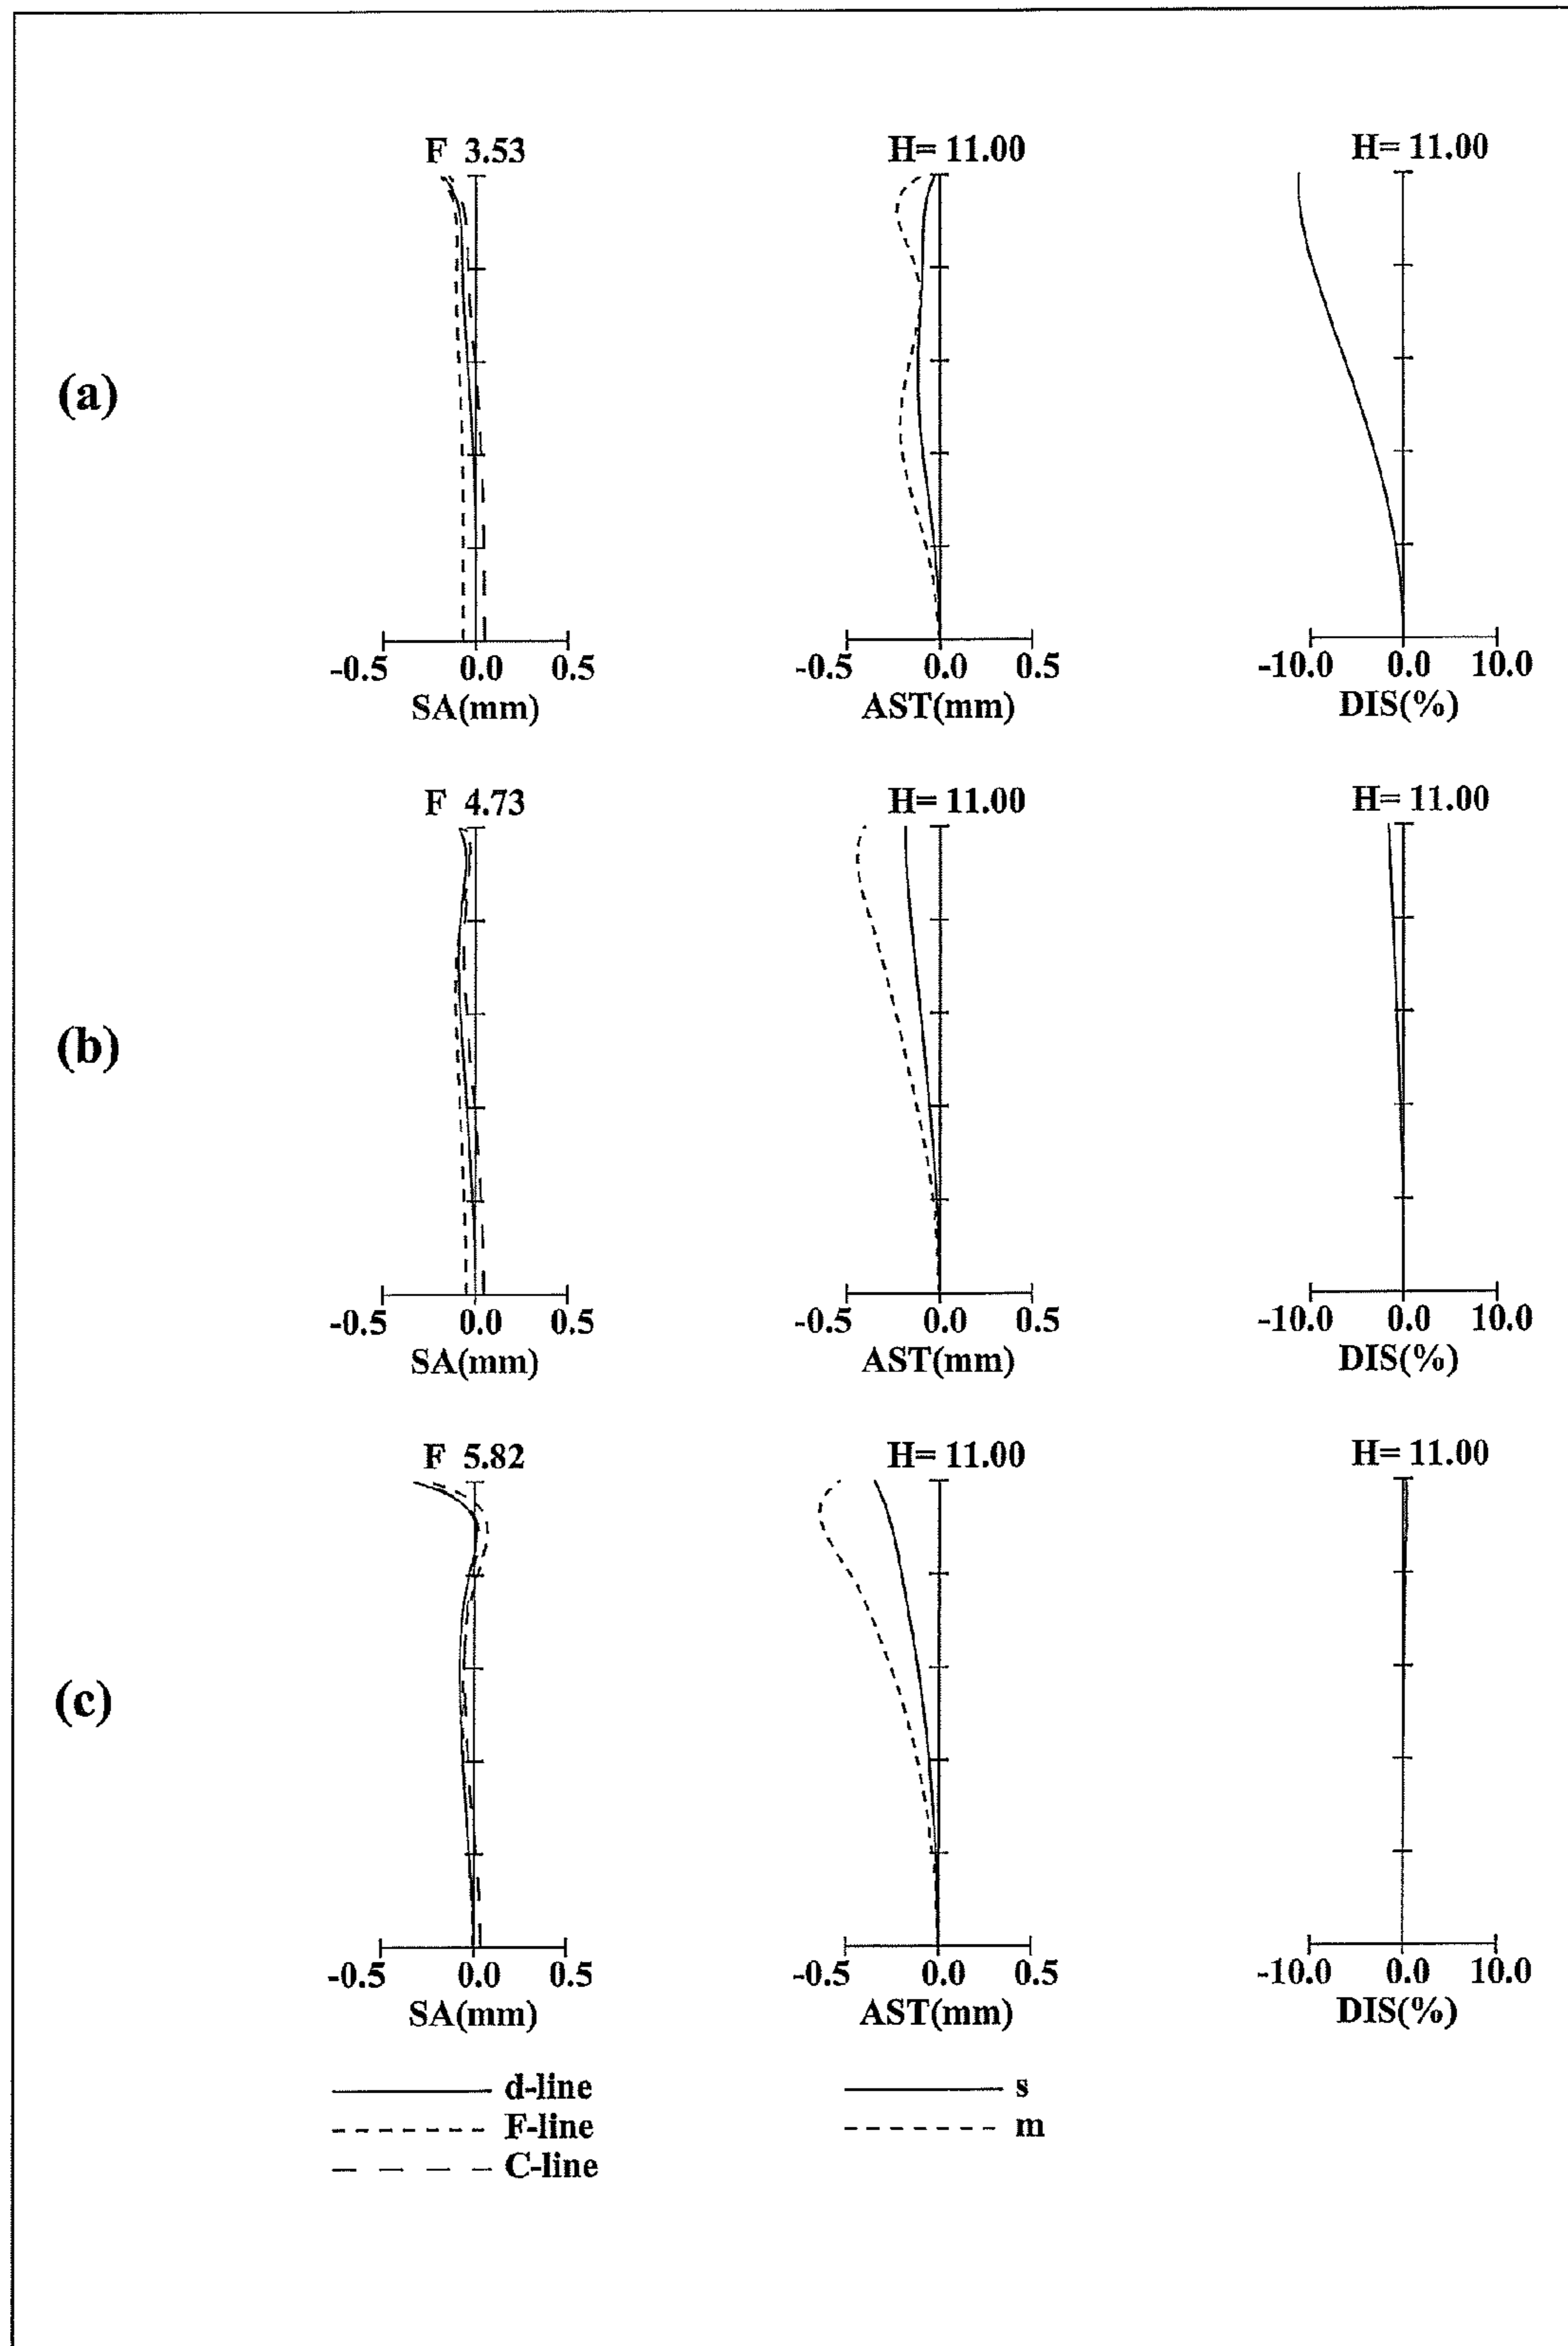 F 3.53
H= 11.00
H= 11.00
(a)
-0.5 0.0 0.5
SA(mm)
-0.5 0.0 0.5
AST(mm)
-10.0 0.0 10.0
DIS(%)
F 4.73
H= 11.00
H= 11.00
(b)
-0.5 0.0 0.5
SA(mm)
-0.5 0.0 0.5
AST(mm)
-10.0 0.0 10.0
DIS(%)
F 5.82
H= 11.00
H= 11.00
(c)
-0.5 0.0 0.5
SA(mm)
-0.5 0.0 0.5
AST(mm)
-10.0 0.0 10.0
DIS(%)
d-line
F-line
C-line
s
m